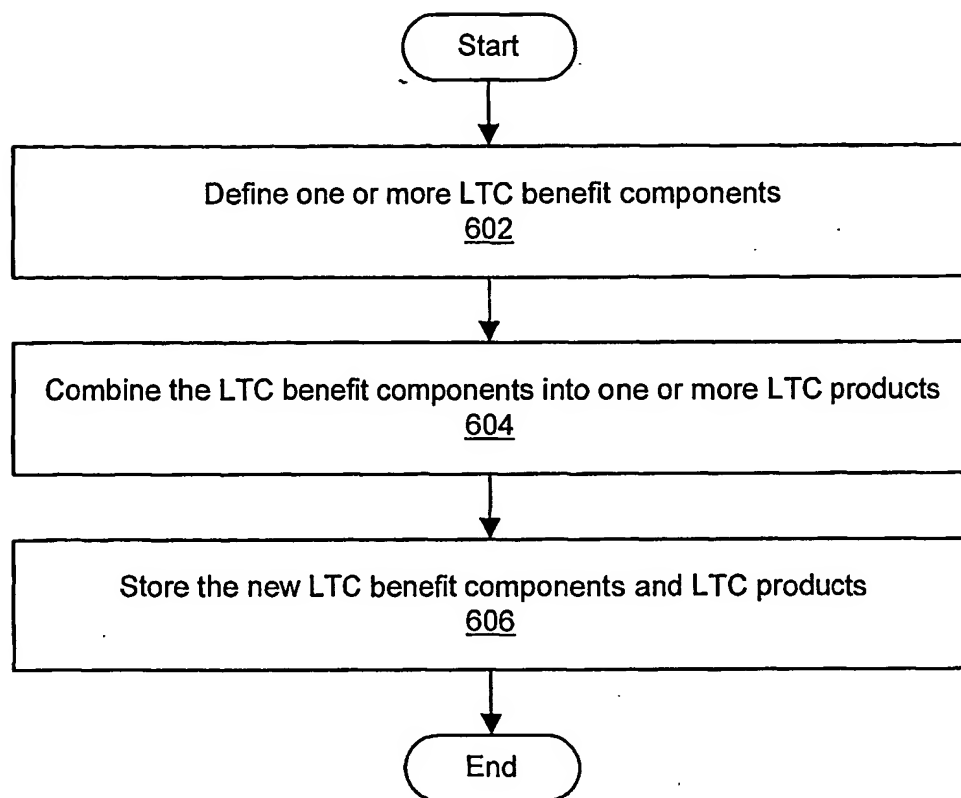 Start
Define one or more LTC benefit components
602
Combine the LTC benefit components into one or more LTC products
604
Store the new LTC benefit components and LTC products
606
End